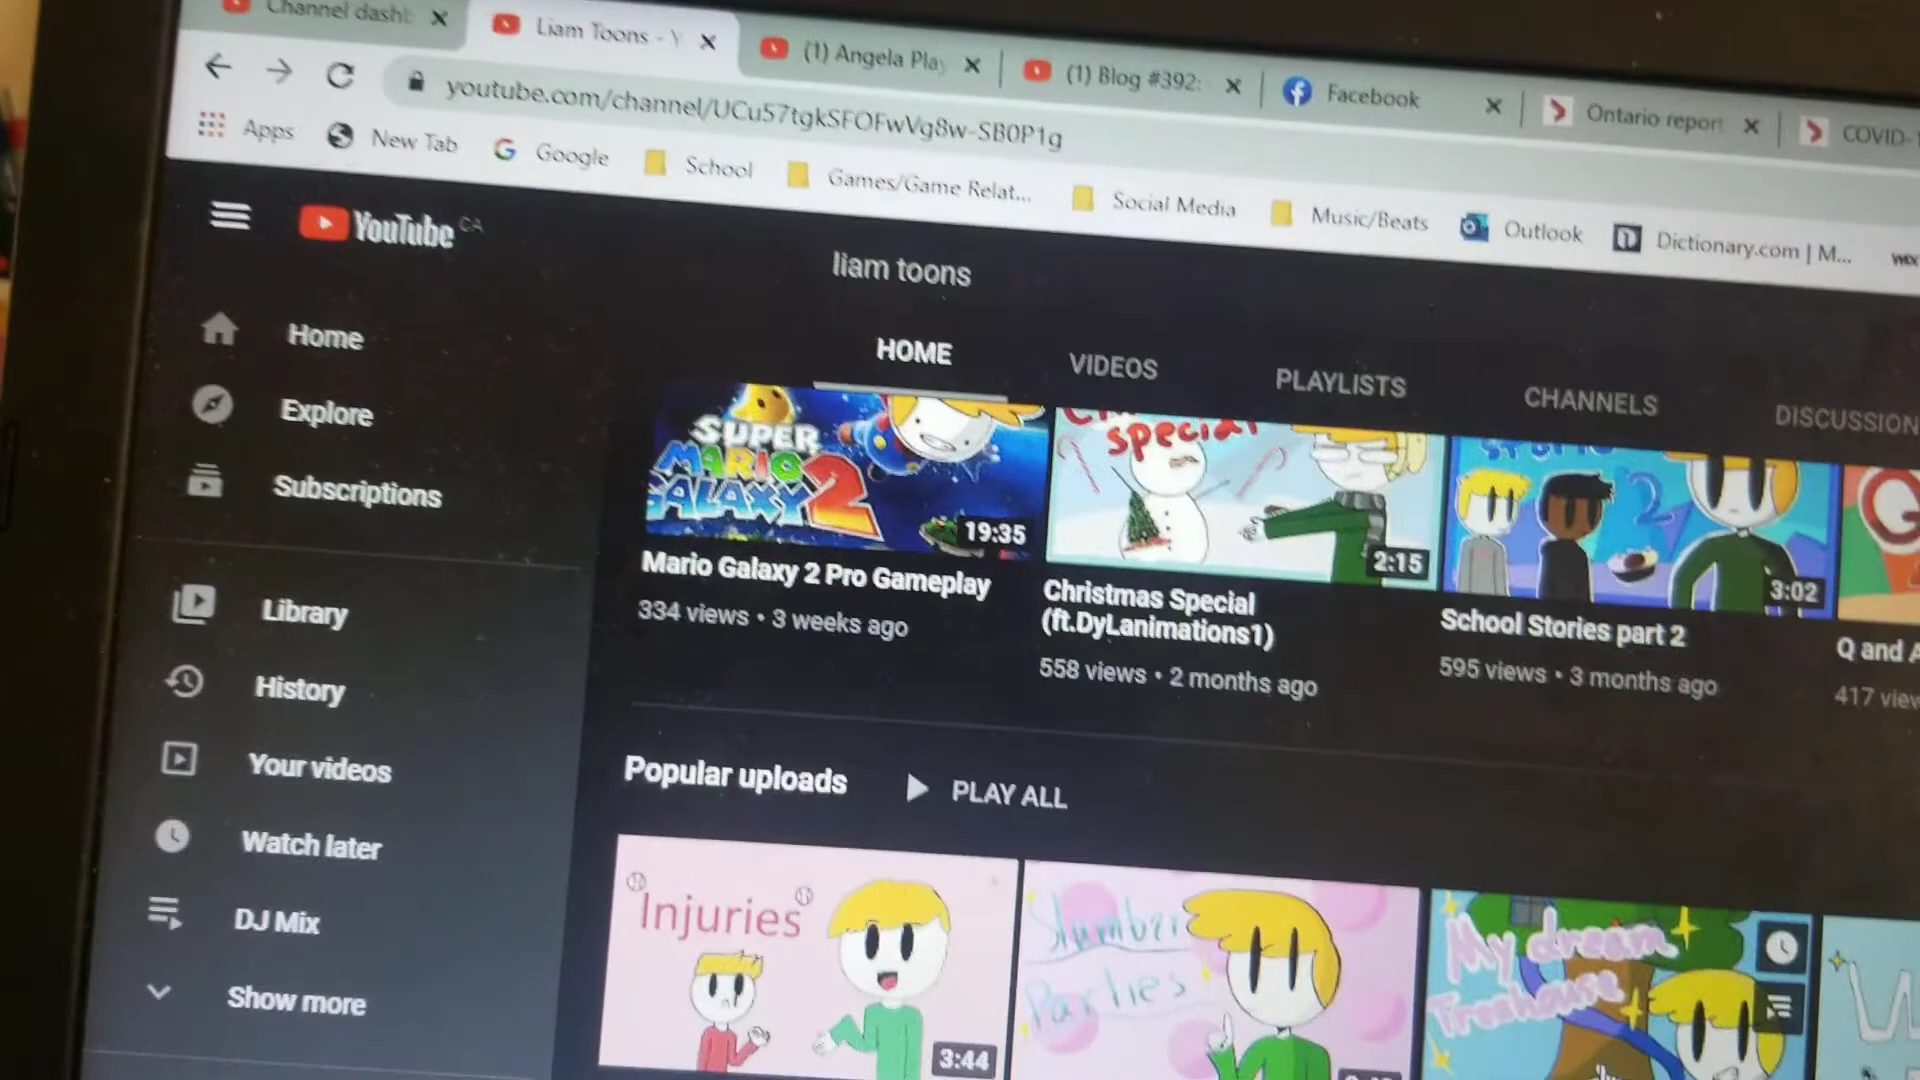 Channel dashb
Liam Toons - Y
(1) Angela Play
(1) Blog #392:
Facebook
Ontario report
COVID-1
youtube.com/channel/UCu57tgkSFOFwVg8w-SB0P1g
Apps
New Tab
Google
School
Games/Game Relat...
Social Media
Music/Beats
Outlook
Dictionary.com | M...
YouTube CA
liam toons
HOME
VIDEOS
PLAYLISTS
CHANNELS
DISCUSSION
Home
Explore
Subscriptions
Library
History
Your videos
Watch later
DJ Mix
Show more
SUPER
MARIO
GALAXY 2
19:35
Mario Galaxy 2 Pro Gameplay
334 views • 3 weeks ago
special
2:15
Christmas Special
(ft.DyLanimations1)
558 views • 2 months ago
2
3:02
School Stories part 2
595 views • 3 months ago
Q and A
417 view
Popular uploads
PLAY ALL
Injuries
3:44
Slumber
Parties
My dream
Treehouse